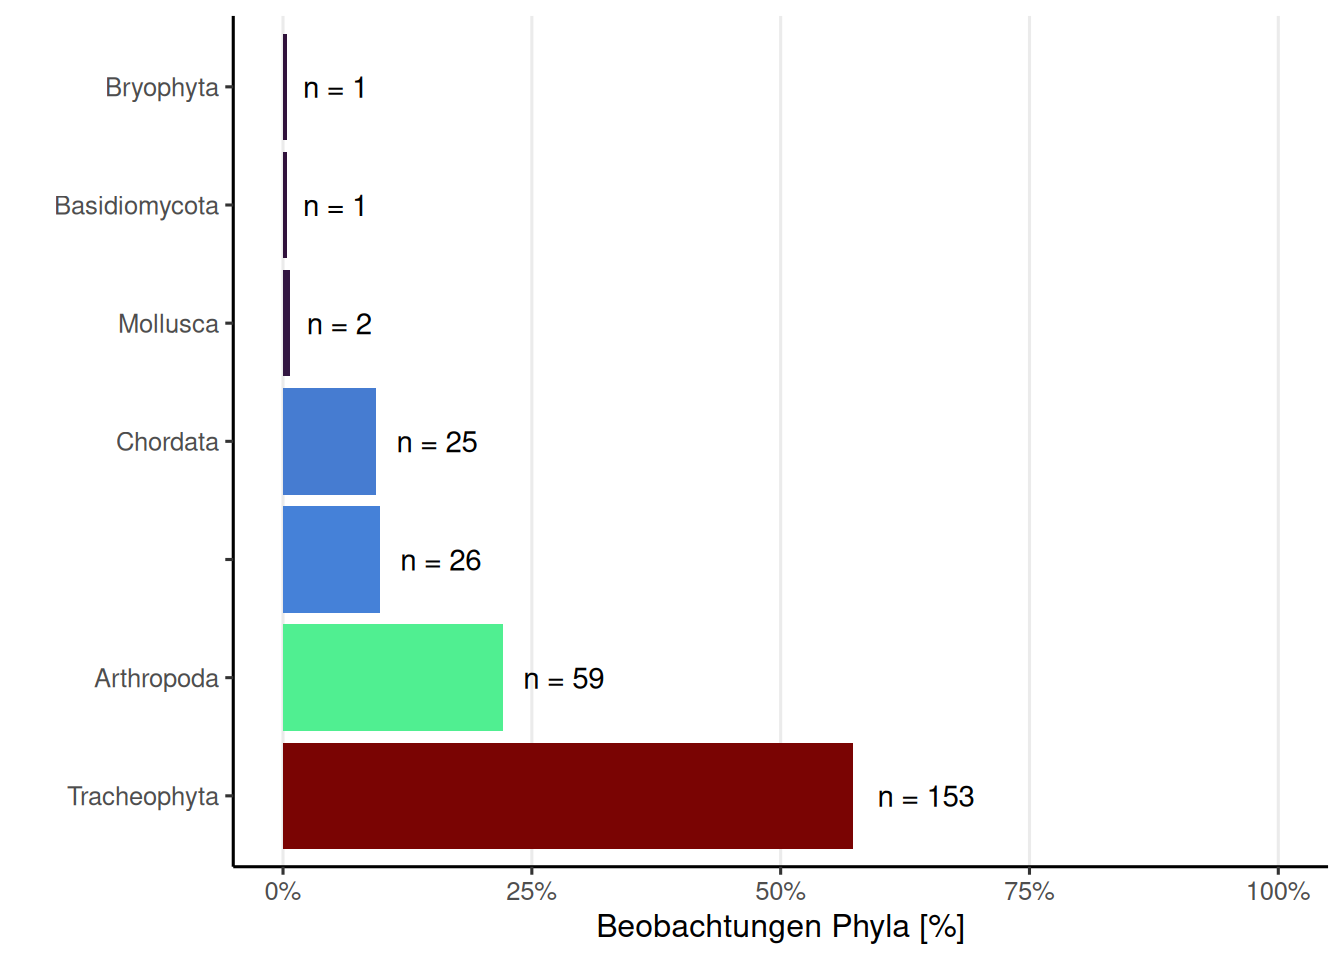 Bryophyta n = 1
Basidiomycota n = 1
Mollusca n = 2
Chordata n = 25
n = 26
Arthropoda n = 59
Tracheophyta n = 153
0% 25% 50% 75% 100%
Beobachtungen Phyla [%]